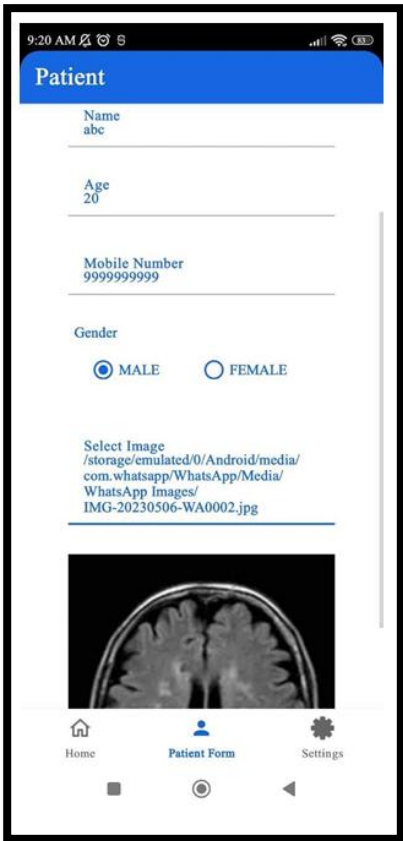 9:20 AM
83
Patient
Name
abc
Age
20
Mobile Number
9999999999
Gender
MALE FEMALE
Select Image
/storage/emulated/0/Android/media/
com.whatsapp/WhatsApp/Media/
WhatsApp Images/
IMG-20230506-WA0002.jpg
Home Patient Form Settings